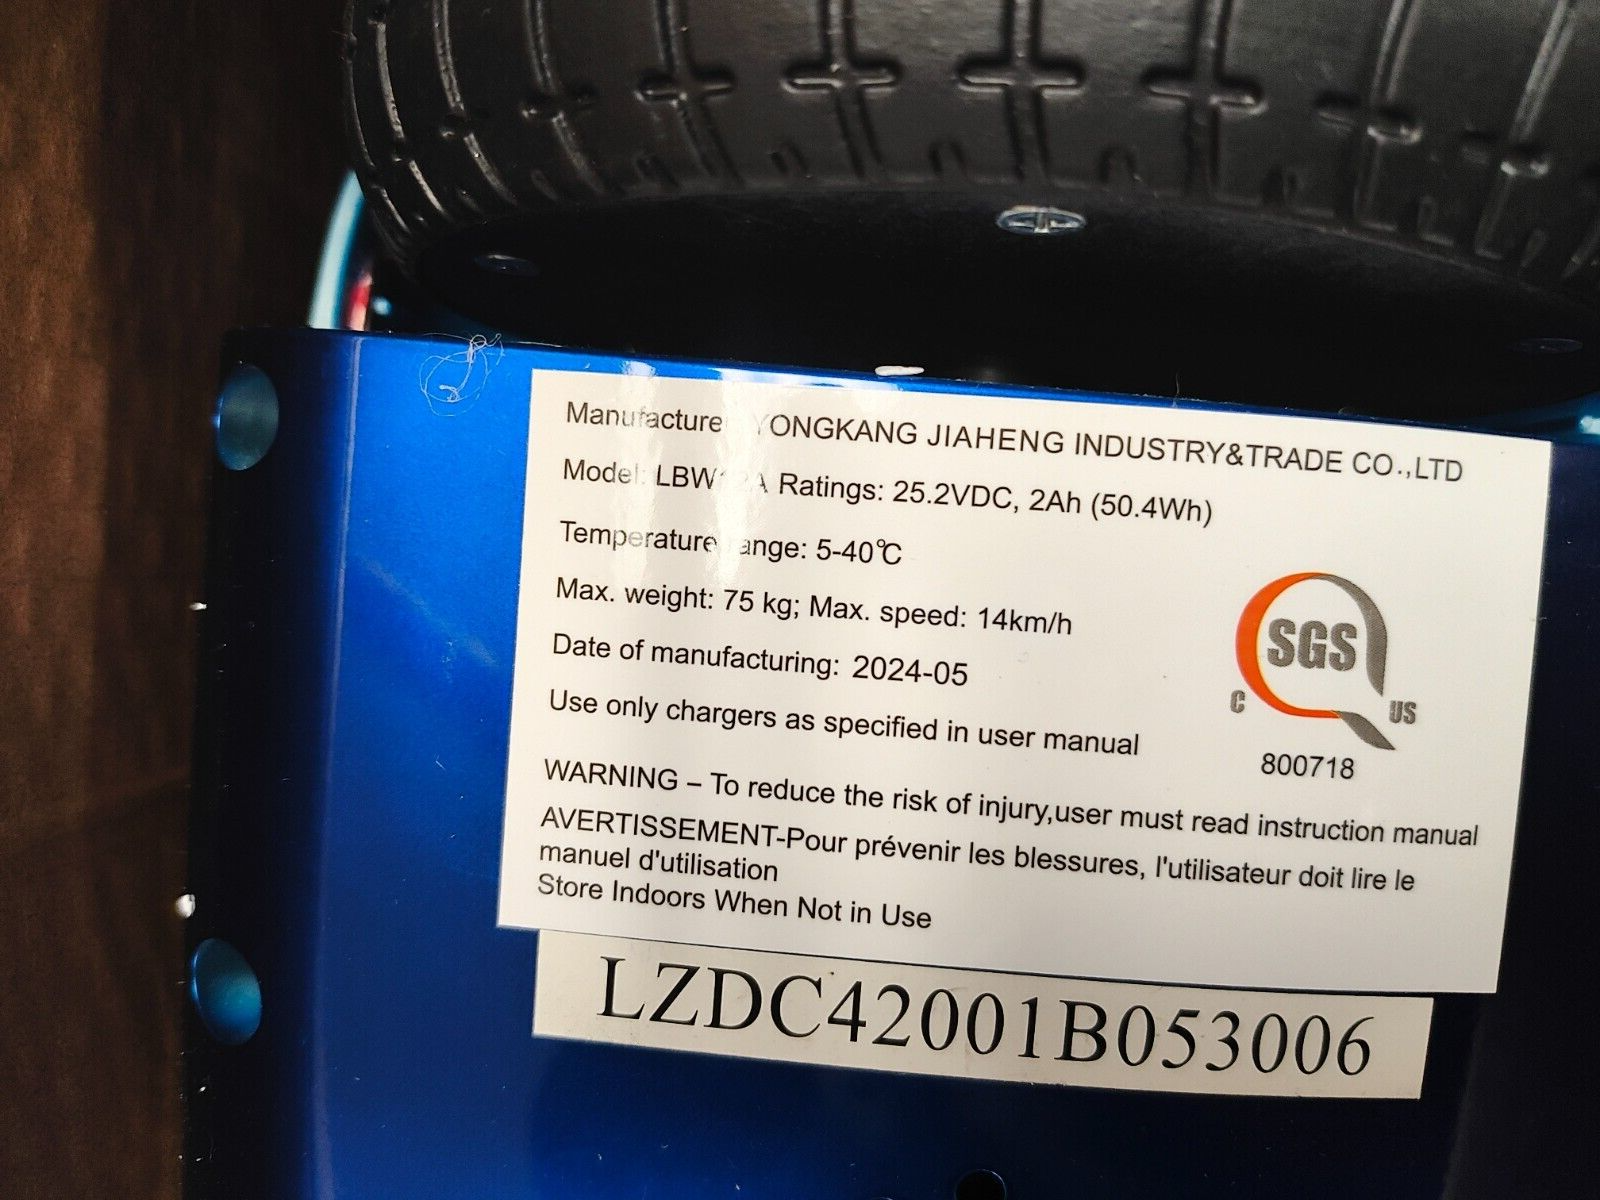 Manufacture YONGKANG JIAHENG INDUSTRY&TRADE CO.,LTD
Model: Ratings: 25.2VDC, 2Ah (50.4Wh)
Temperature range: 5-40℃
Max. weight: 75 kg; Max. speed: 14km/h
Date of manufacturing: 2024-05
Use only chargers as specified in user manual
SGS
C US
800718
WARNING – To reduce the risk of injury,user must read instruction manual
AVERTISSEMENT-Pour prévenir les blessures, l'utilisateur doit lire le
manuel d'utilisation
Store Indoors When Not in Use
LZDC42001B053006